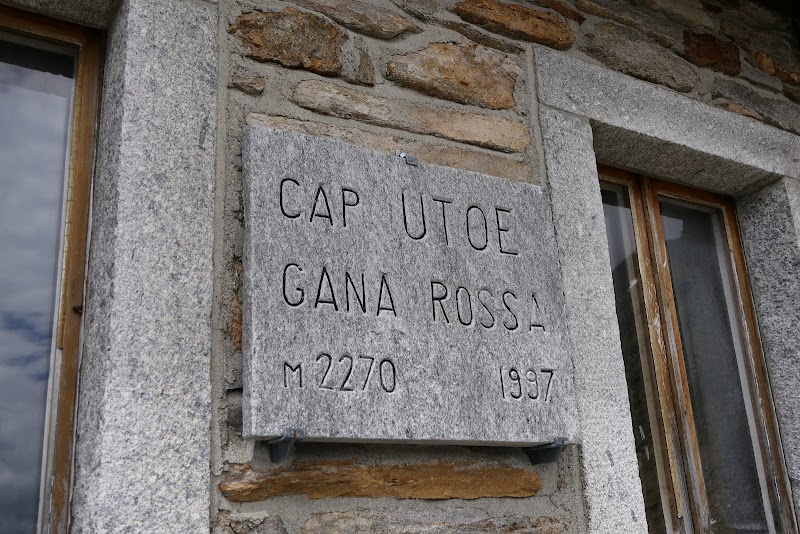 CAP UTOE
GANA ROSSA
M 2270 1997